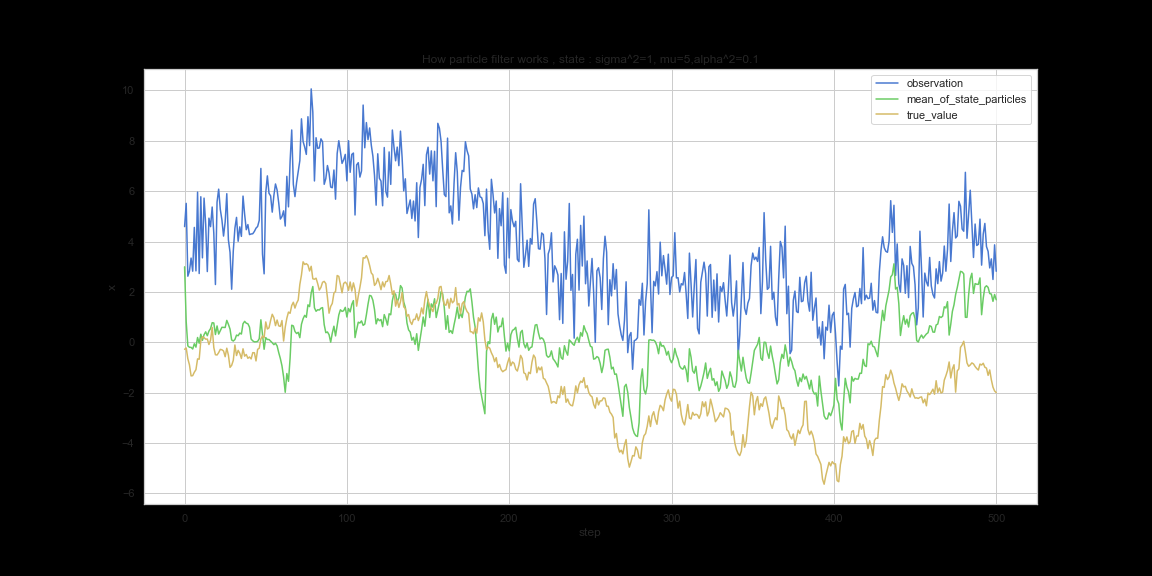 How particle filter works , state : sigma^2=1, mu=5,alpha^2=0.1
observation
mean_of_state_particles
true_value
10
8
6
4
2
0
−2
−4
−6
x
0 100 200 300 400 500
step